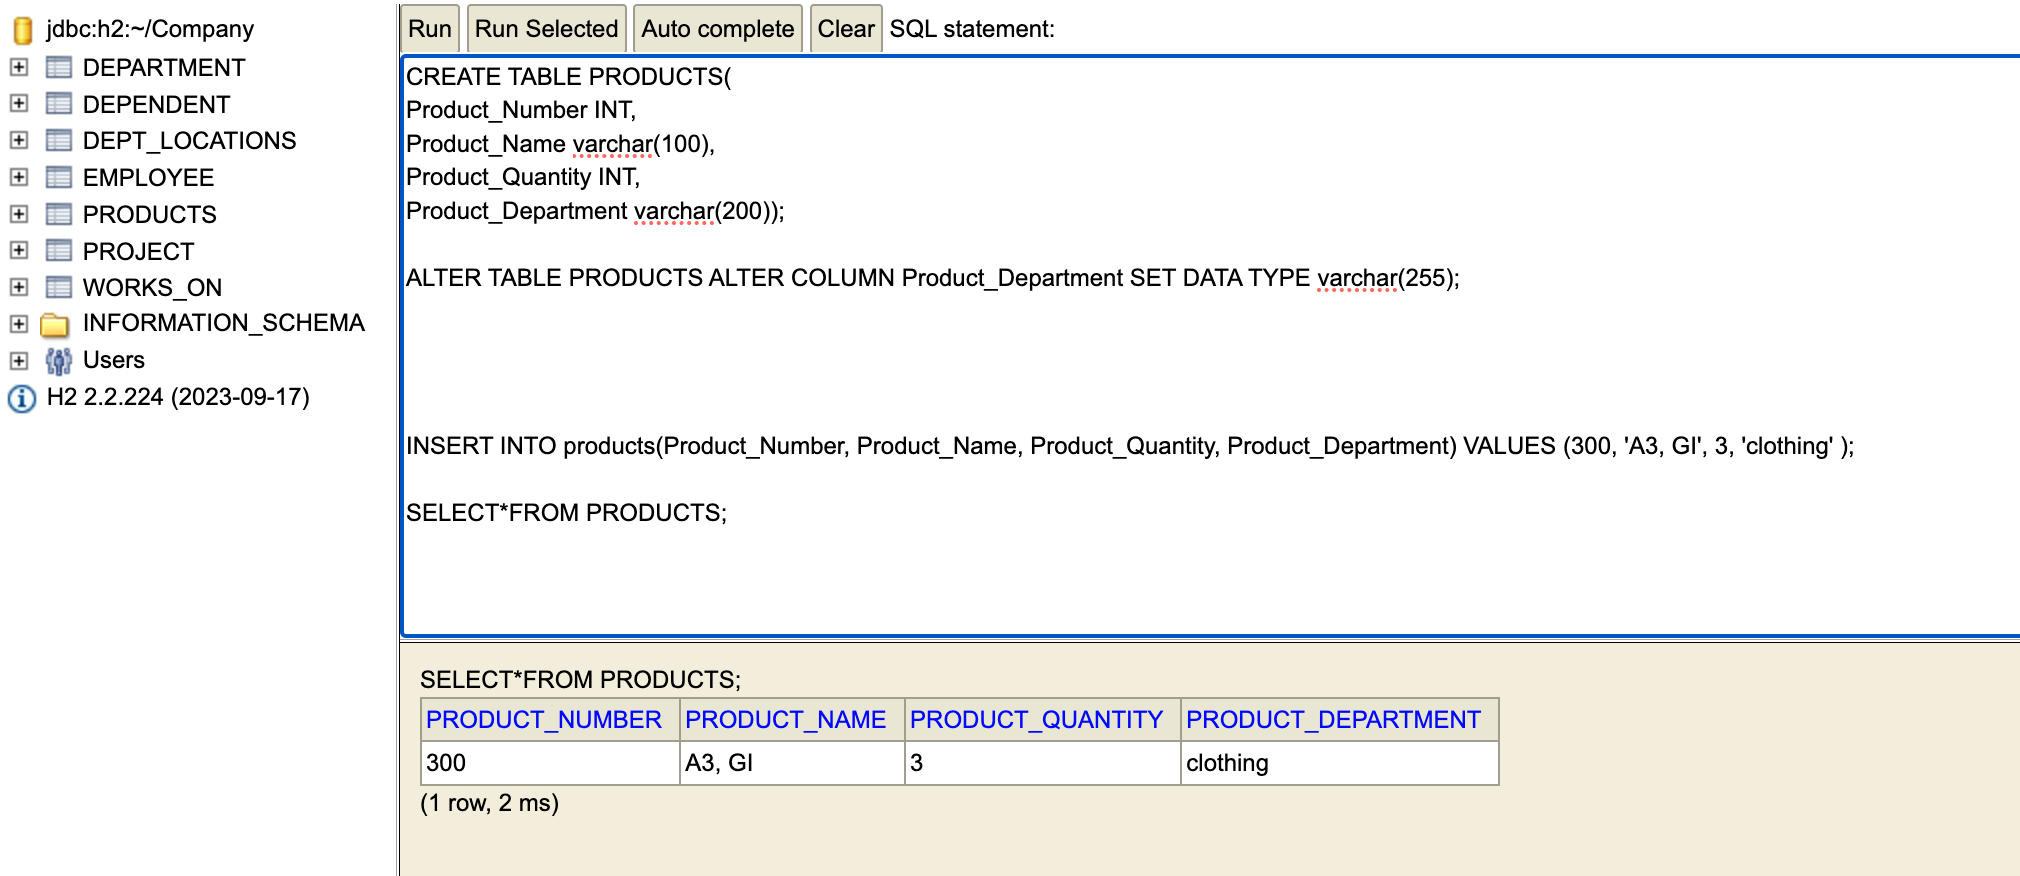 jdbc:h2:~/Company
DEPARTMENT
DEPENDENT
DEPT_LOCATIONS
EMPLOYEE
PRODUCTS
PROJECT
WORKS_ON
INFORMATION_SCHEMA
Users
H2 2.2.224 (2023-09-17)
Run Run Selected Auto complete Clear SQL statement:
CREATE TABLE PRODUCTS(
Product_Number INT,
Product_Name varchar(100),
Product_Quantity INT,
Product_Department varchar(200));
ALTER TABLE PRODUCTS ALTER COLUMN Product_Department SET DATA TYPE varchar(255);
INSERT INTO products(Product_Number, Product_Name, Product_Quantity, Product_Department) VALUES (300, 'A3, GI', 3, 'clothing' );
SELECT*FROM PRODUCTS;
SELECT*FROM PRODUCTS;
PRODUCT_NUMBER PRODUCT_NAME PRODUCT_QUANTITY PRODUCT_DEPARTMENT
300 A3, GI 3 clothing
(1 row, 2 ms)